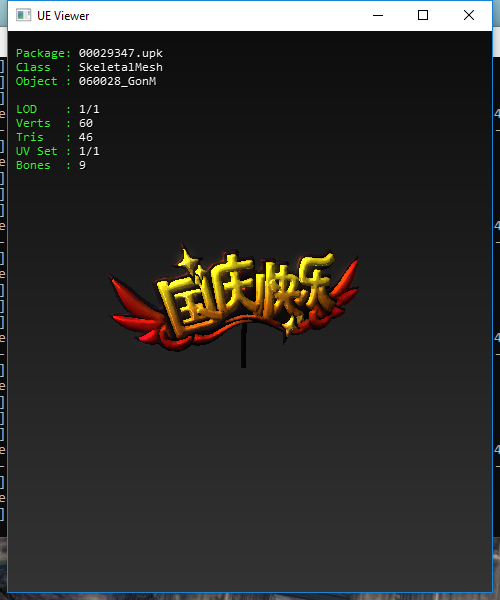 UE Viewer
Package: 00029347.upk
Class : SkeletalMesh
Object : 060028_GonM
LOD : 1/1
Verts : 60
Tris : 46
UV Set : 1/1
Bones : 9
国庆快乐